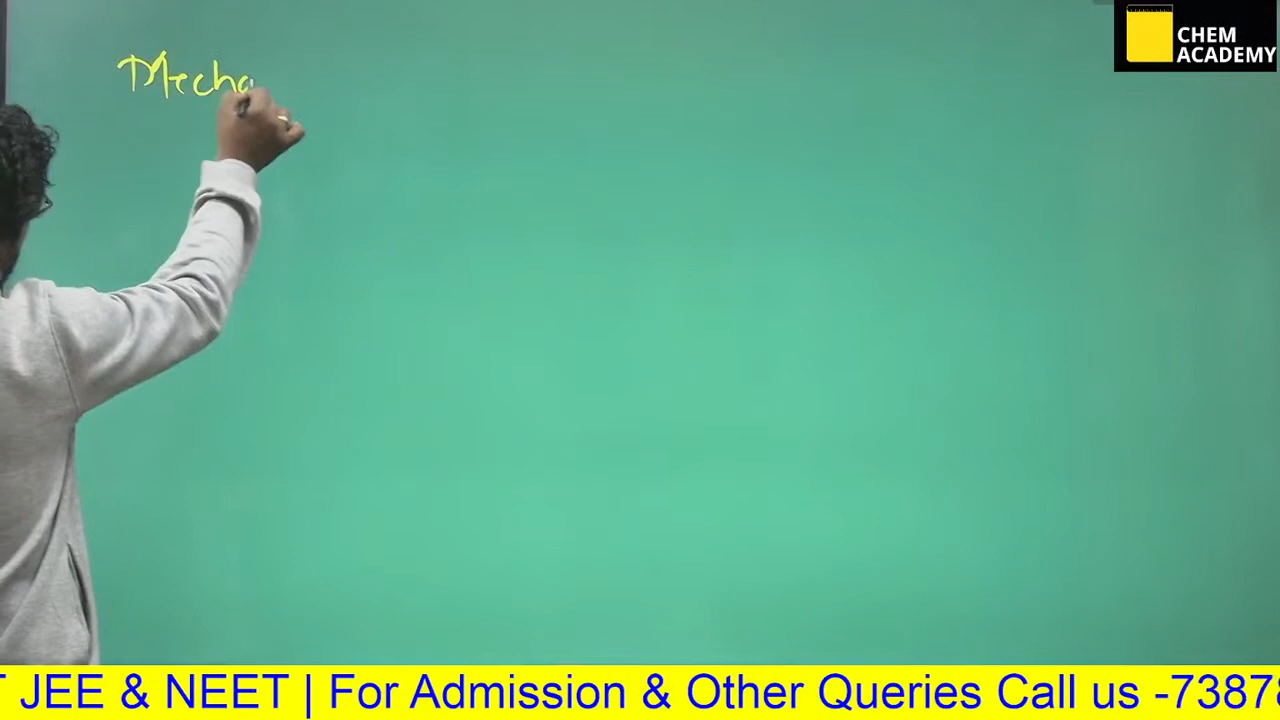 Mecha
CHEM
ACADEMY
T JEE & NEET | For Admission & Other Queries Call us -7387